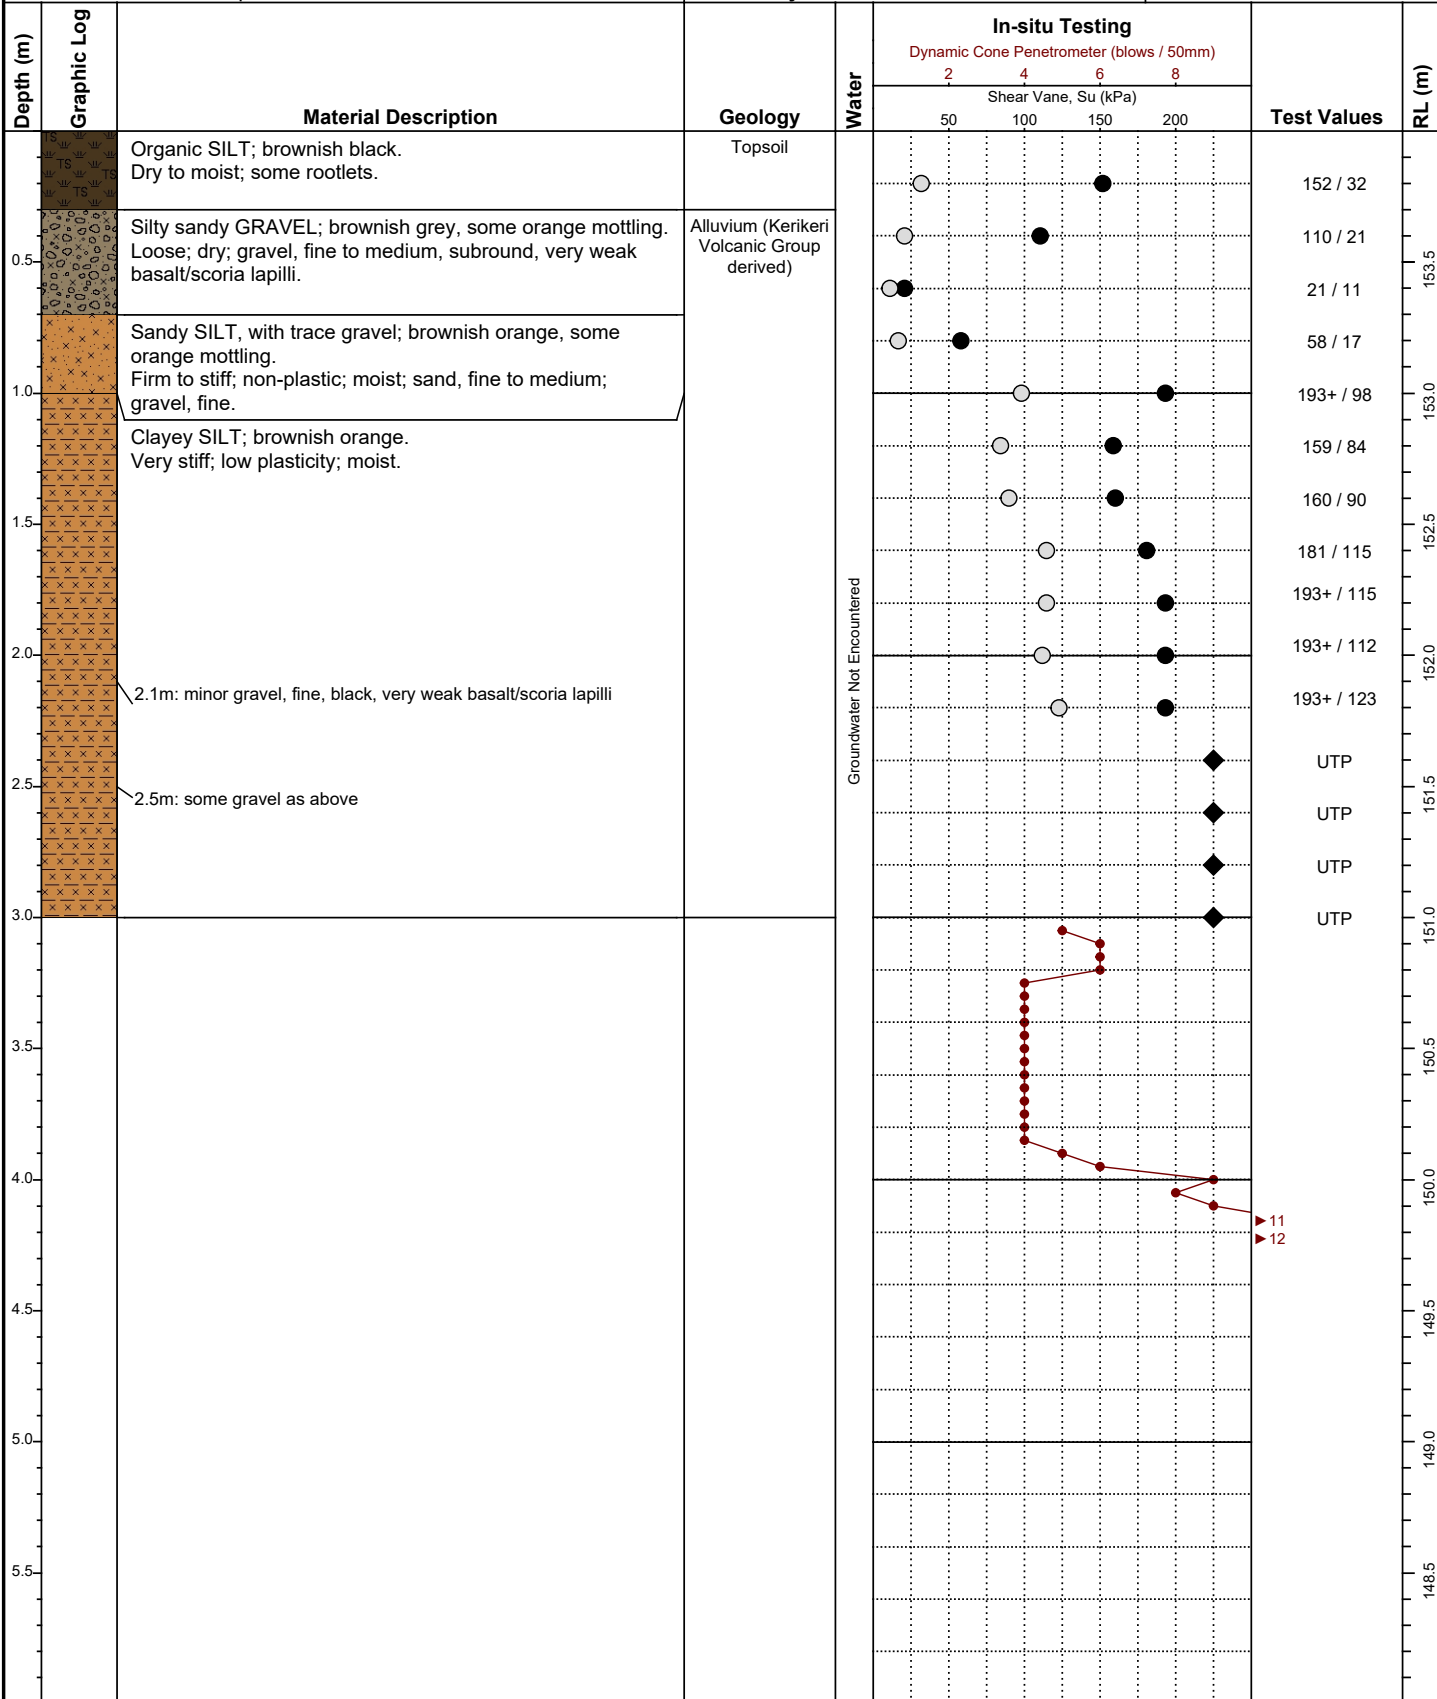 Depth (m)
Graphic Log
Material Description
Geology
Water
In-situ Testing
Dynamic Cone Penetrometer (blows / 50mm)
2 4 6 8
Shear Vane, Su (kPa)
50 100 150 200
Test Values
RL (m)
TS
TS
TS
TS
Organic SILT; brownish black.
Dry to moist; some rootlets.
Topsoil
152 / 32
Silty sandy GRAVEL; brownish grey, some orange mottling.
Loose; dry; gravel, fine to medium, subround, very weak
basalt/scoria lapilli.
Alluvium (Kerikeri
Volcanic Group
derived)
110 / 21
0.5
153.5
21 / 11
Sandy SILT, with trace gravel; brownish orange, some
orange mottling.
Firm to stiff; non-plastic; moist; sand, fine to medium;
gravel, fine.
58 / 17
1.0
193+ / 98
153.0
Clayey SILT; brownish orange.
Very stiff; low plasticity; moist.
159 / 84
160 / 90
1.5
152.5
181 / 115
193+ / 115
Groundwater Not Encountered
2.0
193+ / 112
152.0
2.1m: minor gravel, fine, black, very weak basalt/scoria lapilli
193+ / 123
UTP
2.5
151.5
2.5m: some gravel as above
UTP
UTP
3.0
UTP
151.0
3.5
150.5
4.0
150.0
11
12
4.5
149.5
5.0
149.0
5.5
148.5